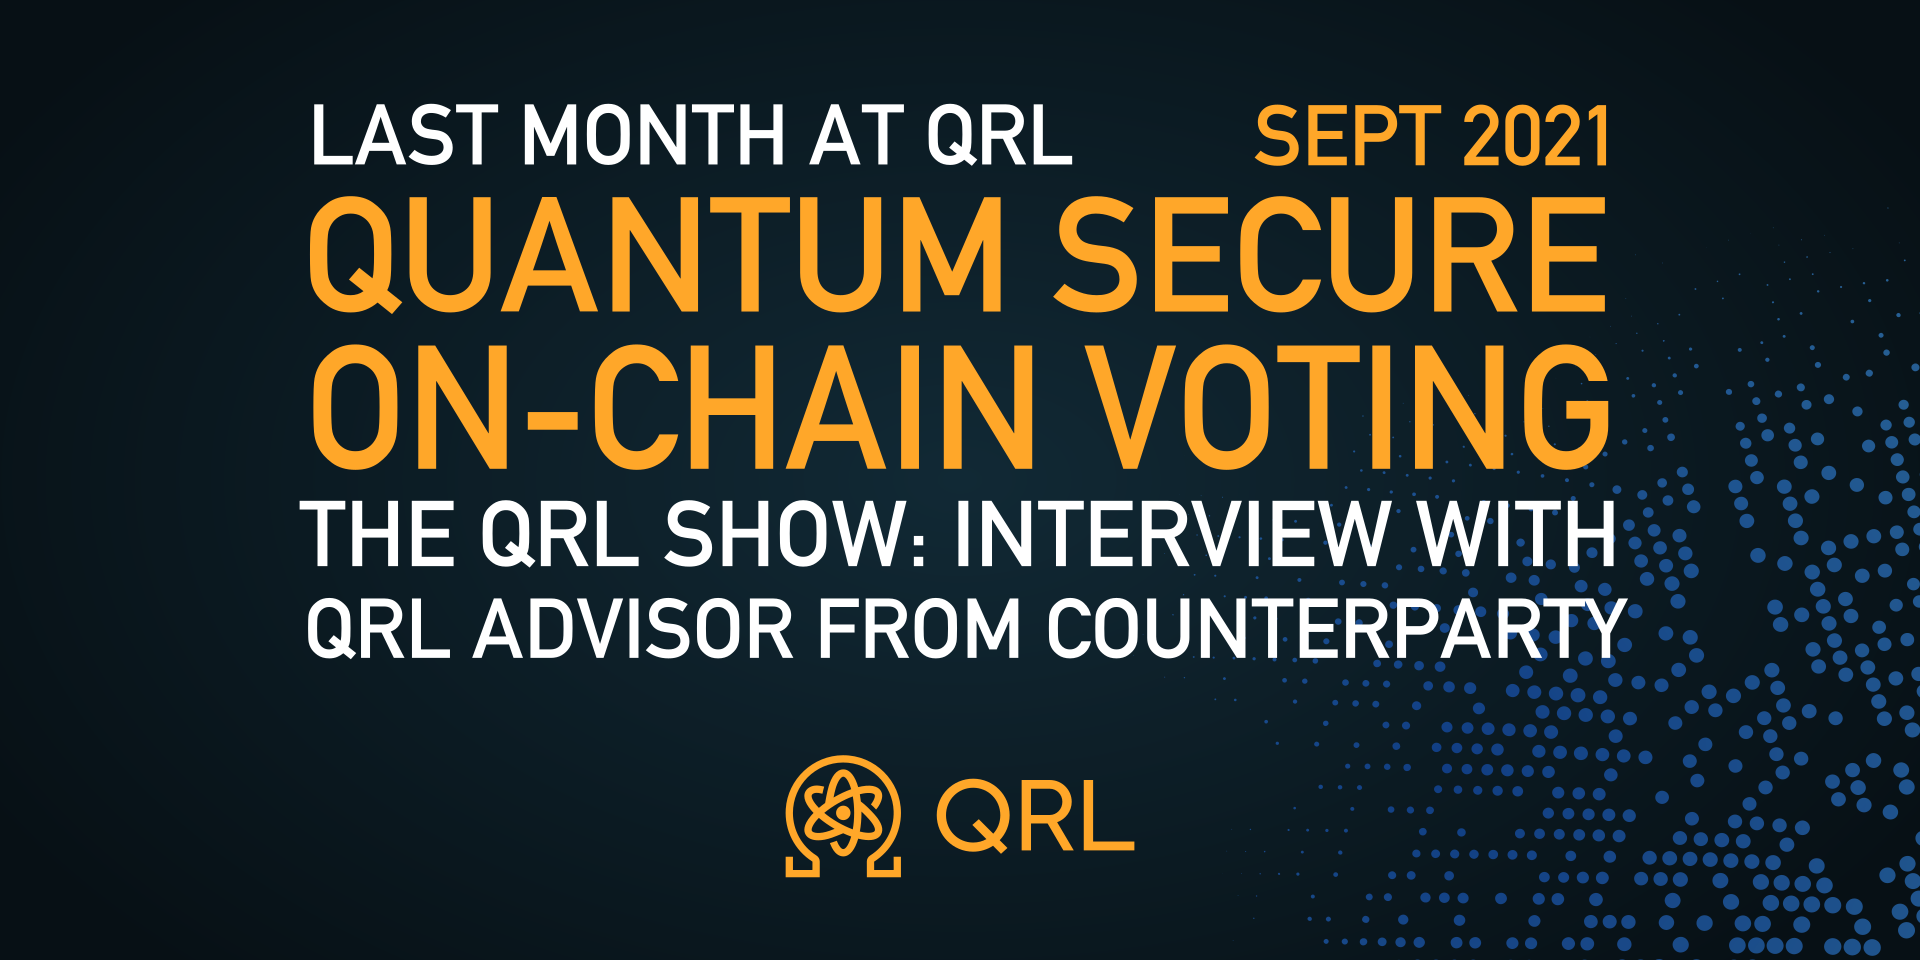 LAST MONTH AT QRL SEPT 2021
QUANTUM SECURE
ON-CHAIN VOTING
THE QRL SHOW: INTERVIEW WITH
QRL ADVISOR FROM COUNTERPARTY
QRL